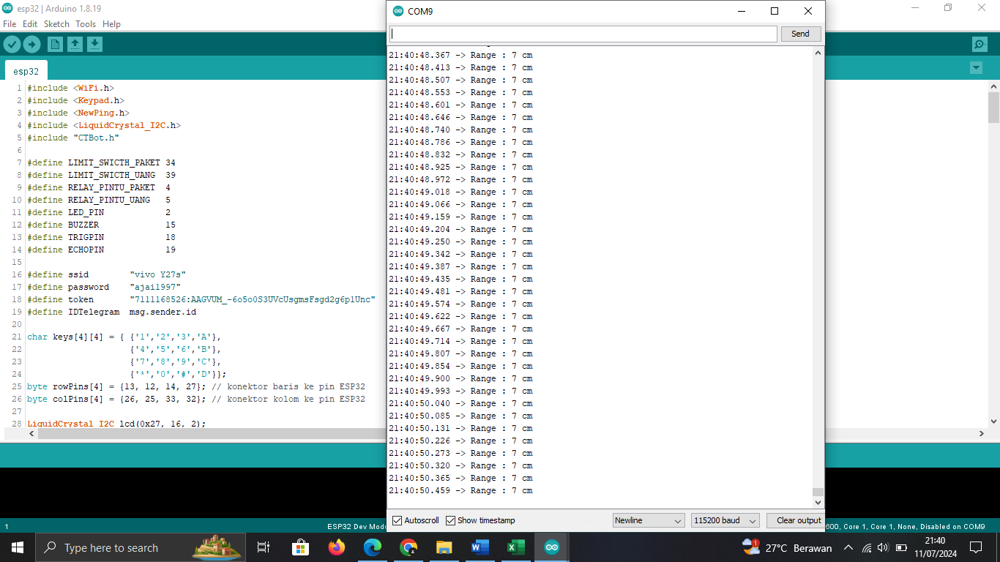 esp32 | Arduino 1.8.19
File Edit Sketch Tools Help
esp32
1 #include <WiFi.h>
2 #include <Keypad.h>
3 #include <NewPing.h>
4 #include <LiquidCrystal_I2C.h>
5 #include "CTBot.h"
6
7 #define LIMIT_SWICTH_PAKET 34
8 #define LIMIT_SWICTH_UANG 39
9 #define RELAY_PINTU_PAKET 4
10 #define RELAY_PINTU_UANG 5
11 #define LED_PIN 2
12 #define BUZZER 15
13 #define TRIGPIN 18
14 #define ECHOPIN 19
15
16 #define ssid "vivo Y27s"
17 #define password "ajai1997"
18 #define token "7111168526:AAGVUM_-6o5o0S3UVcUsgmsFsgd2g6plUnc"
19 #define IDTelegram msg.sender.id
20
21 char keys[4][4] = { {'1','2','3','A'},
22 {'4','5','6','B'},
23 {'7','8','9','C'},
24 {'*','0','#','D'}};
25 byte rowPins[4] = {13, 12, 14, 27}; // konektor baris ke pin ESP32
26 byte colPins[4] = {26, 25, 33, 32}; // konektor kolom ke pin ESP32
27
28 LiquidCrystal_I2C lcd(0x27, 16, 2);
COM9
Send
21:40:48.367 -> Range : 7 cm
21:40:48.413 -> Range : 7 cm
21:40:48.507 -> Range : 7 cm
21:40:48.553 -> Range : 7 cm
21:40:48.601 -> Range : 7 cm
21:40:48.646 -> Range : 7 cm
21:40:48.740 -> Range : 7 cm
21:40:48.786 -> Range : 7 cm
21:40:48.832 -> Range : 7 cm
21:40:48.925 -> Range : 7 cm
21:40:48.972 -> Range : 7 cm
21:40:49.018 -> Range : 7 cm
21:40:49.066 -> Range : 7 cm
21:40:49.159 -> Range : 7 cm
21:40:49.204 -> Range : 7 cm
21:40:49.250 -> Range : 7 cm
21:40:49.342 -> Range : 7 cm
21:40:49.387 -> Range : 7 cm
21:40:49.435 -> Range : 7 cm
21:40:49.481 -> Range : 7 cm
21:40:49.574 -> Range : 7 cm
21:40:49.622 -> Range : 7 cm
21:40:49.667 -> Range : 7 cm
21:40:49.714 -> Range : 7 cm
21:40:49.807 -> Range : 7 cm
21:40:49.854 -> Range : 7 cm
21:40:49.900 -> Range : 7 cm
21:40:49.993 -> Range : 7 cm
21:40:50.040 -> Range : 7 cm
21:40:50.085 -> Range : 7 cm
21:40:50.131 -> Range : 7 cm
21:40:50.226 -> Range : 7 cm
21:40:50.273 -> Range : 7 cm
21:40:50.320 -> Range : 7 cm
21:40:50.365 -> Range : 7 cm
21:40:50.459 -> Range : 7 cm
Autoscroll Show timestamp Newline 115200 baud Clear output
1 ESP32 Dev Modu 600, Core 1, Core 1, None, Disabled on COM9
Type here to search
1 27°C Berawan
21:40
11/07/2024